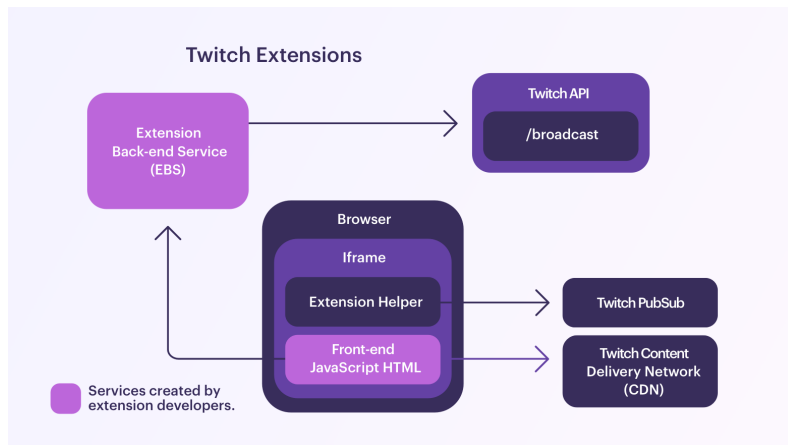 Twitch Extensions
Extension
Back-end Service
(EBS)
Twitch API
/broadcast
Browser
Iframe
Extension Helper
Front-end
JavaScript HTML
Twitch PubSub
Twitch Content
Delivery Network
(CDN)
Services created by
extension developers.